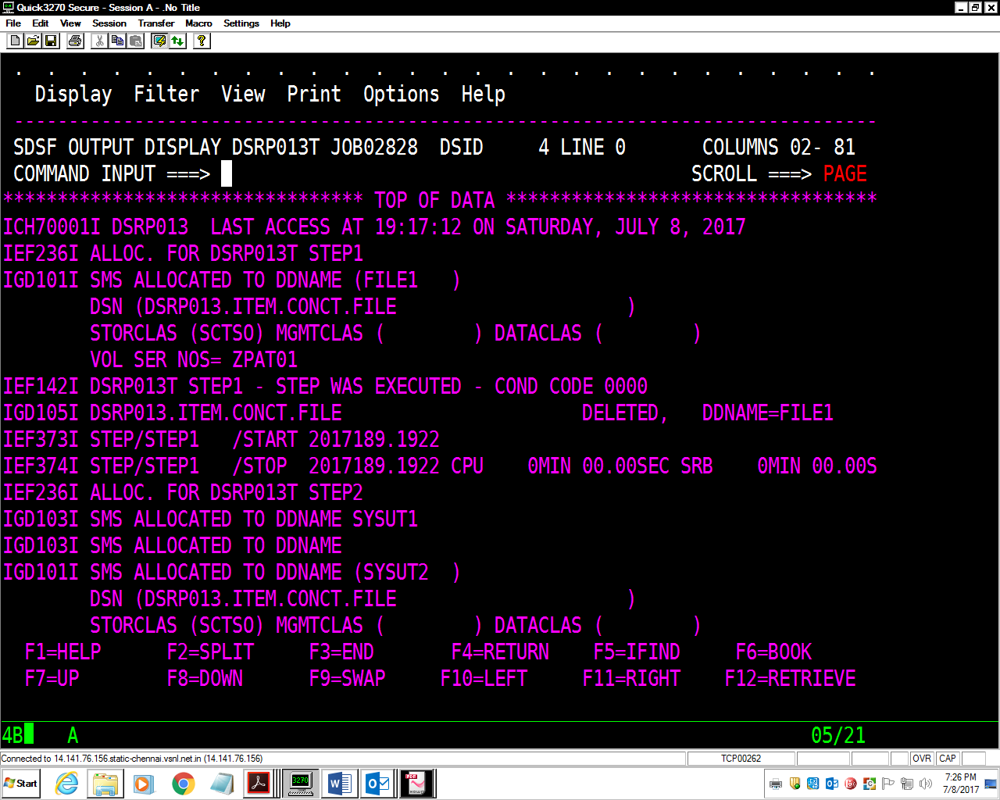 Quick3270 Secure - Session A - .No Title
File Edit View Session Transfer Macro Settings Help
. . . . . . . . . . . . . . . . . . . . . . . . . . .
Display Filter View Print Options Help
-------------------------------------------------------------------------------
SDSF OUTPUT DISPLAY DSRP013T JOB02828 DSID 4 LINE 0 COLUMNS 02- 81
COMMAND INPUT ===> SCROLL ===> PAGE
********************************* TOP OF DATA **********************************
ICH70001I DSRP013 LAST ACCESS AT 19:17:12 ON SATURDAY, JULY 8, 2017
IEF236I ALLOC. FOR DSRP013T STEP1
IGD101I SMS ALLOCATED TO DDNAME (FILE1 )
DSN (DSRP013.ITEM.CONCT.FILE )
STORCLAS (SCTSO) MGMTCLAS ( ) DATACLAS ( )
VOL SER NOS= ZPAT01
IEF142I DSRP013T STEP1 - STEP WAS EXECUTED - COND CODE 0000
IGD105I DSRP013.ITEM.CONCT.FILE DELETED, DDNAME=FILE1
IEF373I STEP/STEP1 /START 2017189.1922
IEF374I STEP/STEP1 /STOP 2017189.1922 CPU 0MIN 00.00SEC SRB 0MIN 00.00S
IEF236I ALLOC. FOR DSRP013T STEP2
IGD103I SMS ALLOCATED TO DDNAME SYSUT1
IGD103I SMS ALLOCATED TO DDNAME
IGD101I SMS ALLOCATED TO DDNAME (SYSUT2 )
DSN (DSRP013.ITEM.CONCT.FILE )
STORCLAS (SCTSO) MGMTCLAS ( ) DATACLAS ( )
F1=HELP F2=SPLIT F3=END F4=RETURN F5=IFIND F6=BOOK
F7=UP F8=DOWN F9=SWAP F10=LEFT F11=RIGHT F12=RETRIEVE
4B A 05/21
Connected to 14.141.76.156.static-chennai.vsnl.net.in (14.141.76.156) TCP00262 OVR CAP
Start 3270 7:26 PM
7/8/2017